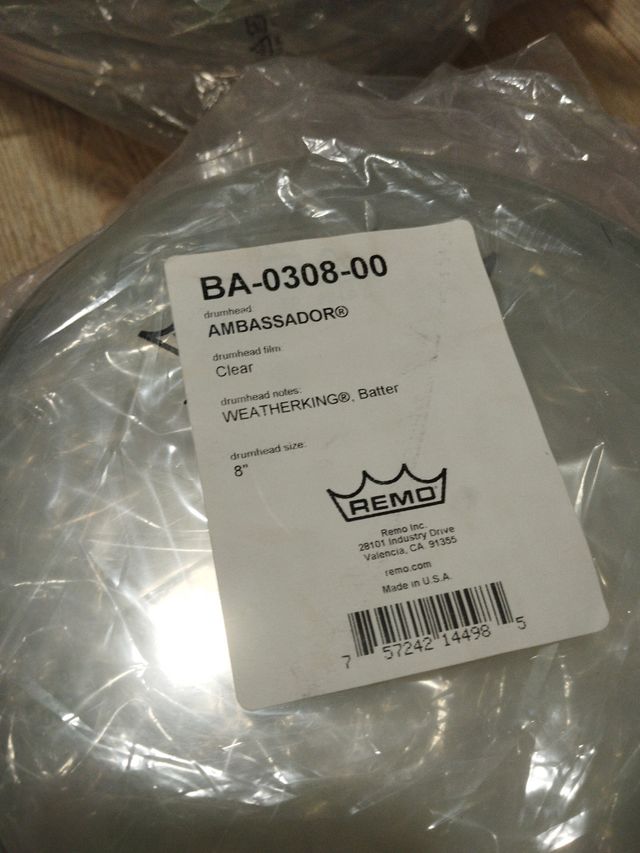 BA-0308-00
drumhead:
AMBASSADOR®
drumhead film:
Clear
drumhead notes:
WEATHERKING®, Batter
drumhead size:
8"
REMO
Remo Inc.
28101 Industry Drive
Valencia, CA 91355
remo.com
Made in U.S.A.
7 57242 14498 5